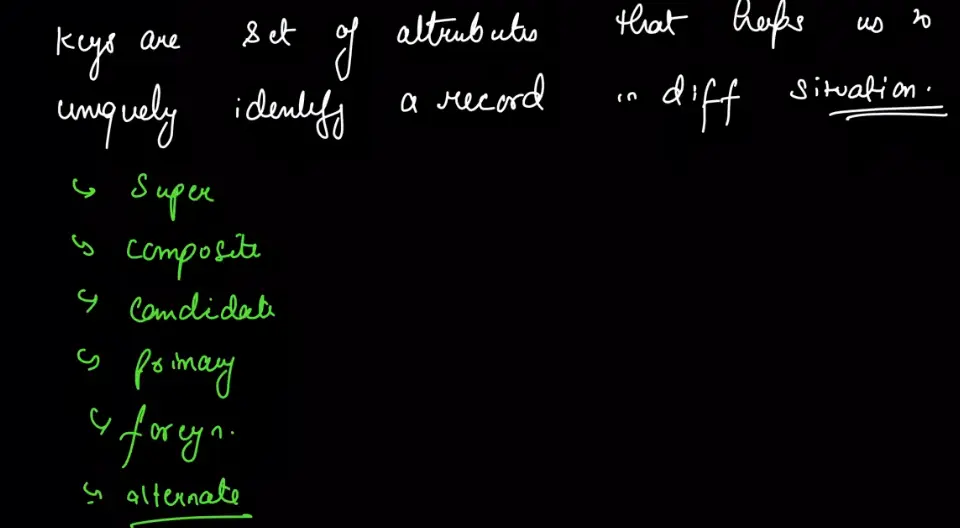 Keys are set of attributes that helps us to
uniquely identify a record in diff situation.
↳ Super
↳ composite
↳ candidate
↳ primary
↳ foreign.
↳ alternate